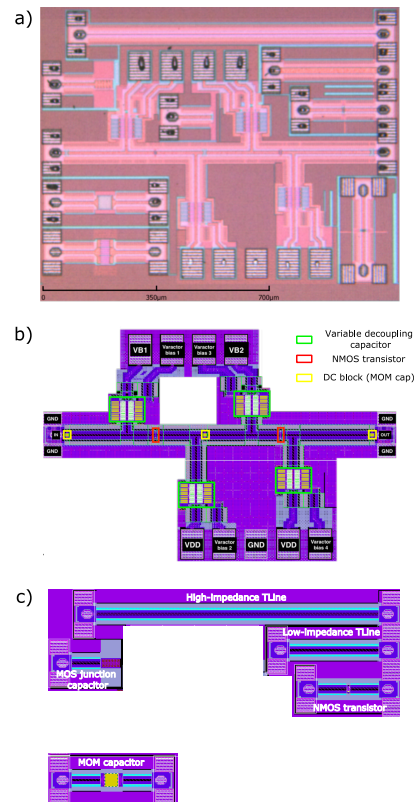 a)
0
350µm
700µm
b)
VB1
Varactor
bias 1
Varactor
bias 3
VB2
Variable decoupling
capacitor
NMOS transistor
DC block (MOM cap)
GND
GND
IN
OUT
GND
GND
VDD
Varactor
bias 2
GND
VDD
Varactor
bias 4
c)
High-impedance TLine
Low-impedance TLine
MOS junction
capacitor
NMOS transistor
MOM capacitor